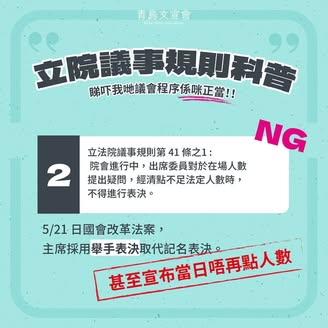 青鳥文宣會
立院議事規則科普
睇吓我哋議會程序係咪正當!!
NG
2
立法院議事規則第 41 條之1 :
院會進行中，出席委員對於在場人數
提出疑問，經清點不足法定人數時，
不得進行表決。
5/21 日國會改革法案，
主席採用舉手表決取代記名表決。
甚至宣布當日唔再點人數